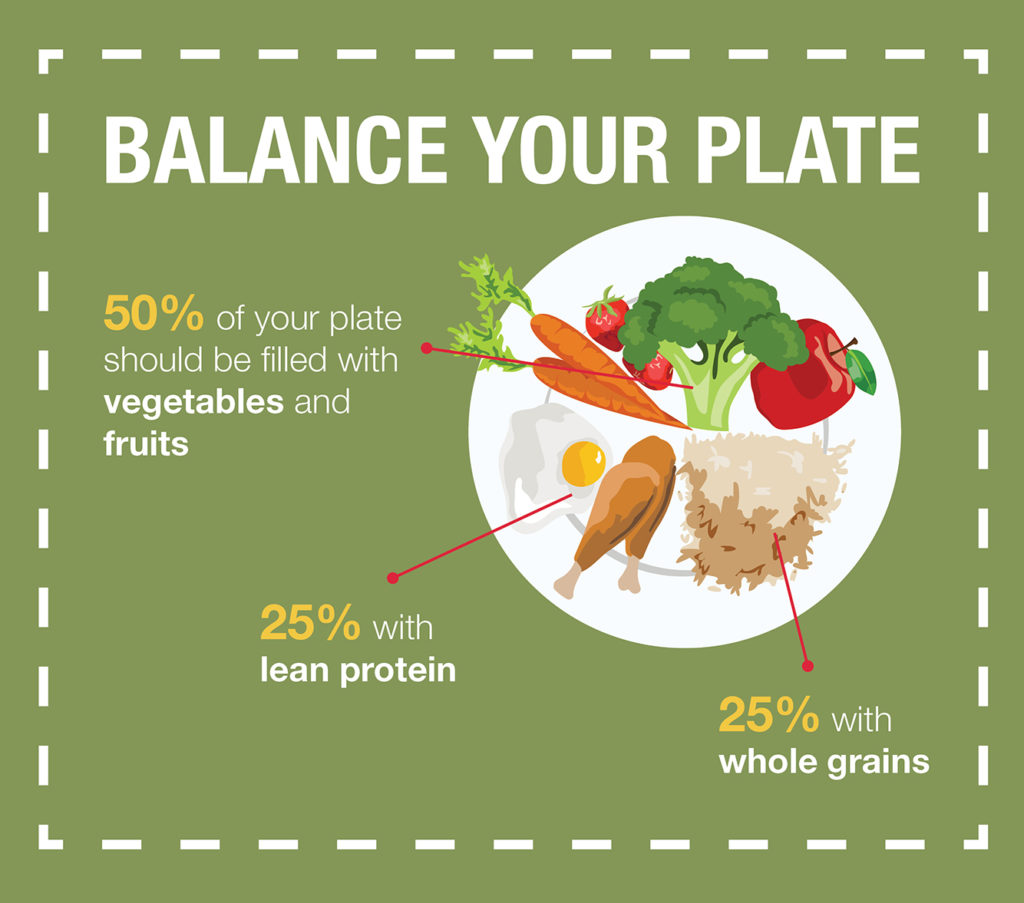 BALANCE YOUR PLATE
50% of your plate
should be filled with
vegetables and
fruits
25% with
lean protein
25% with
whole grains